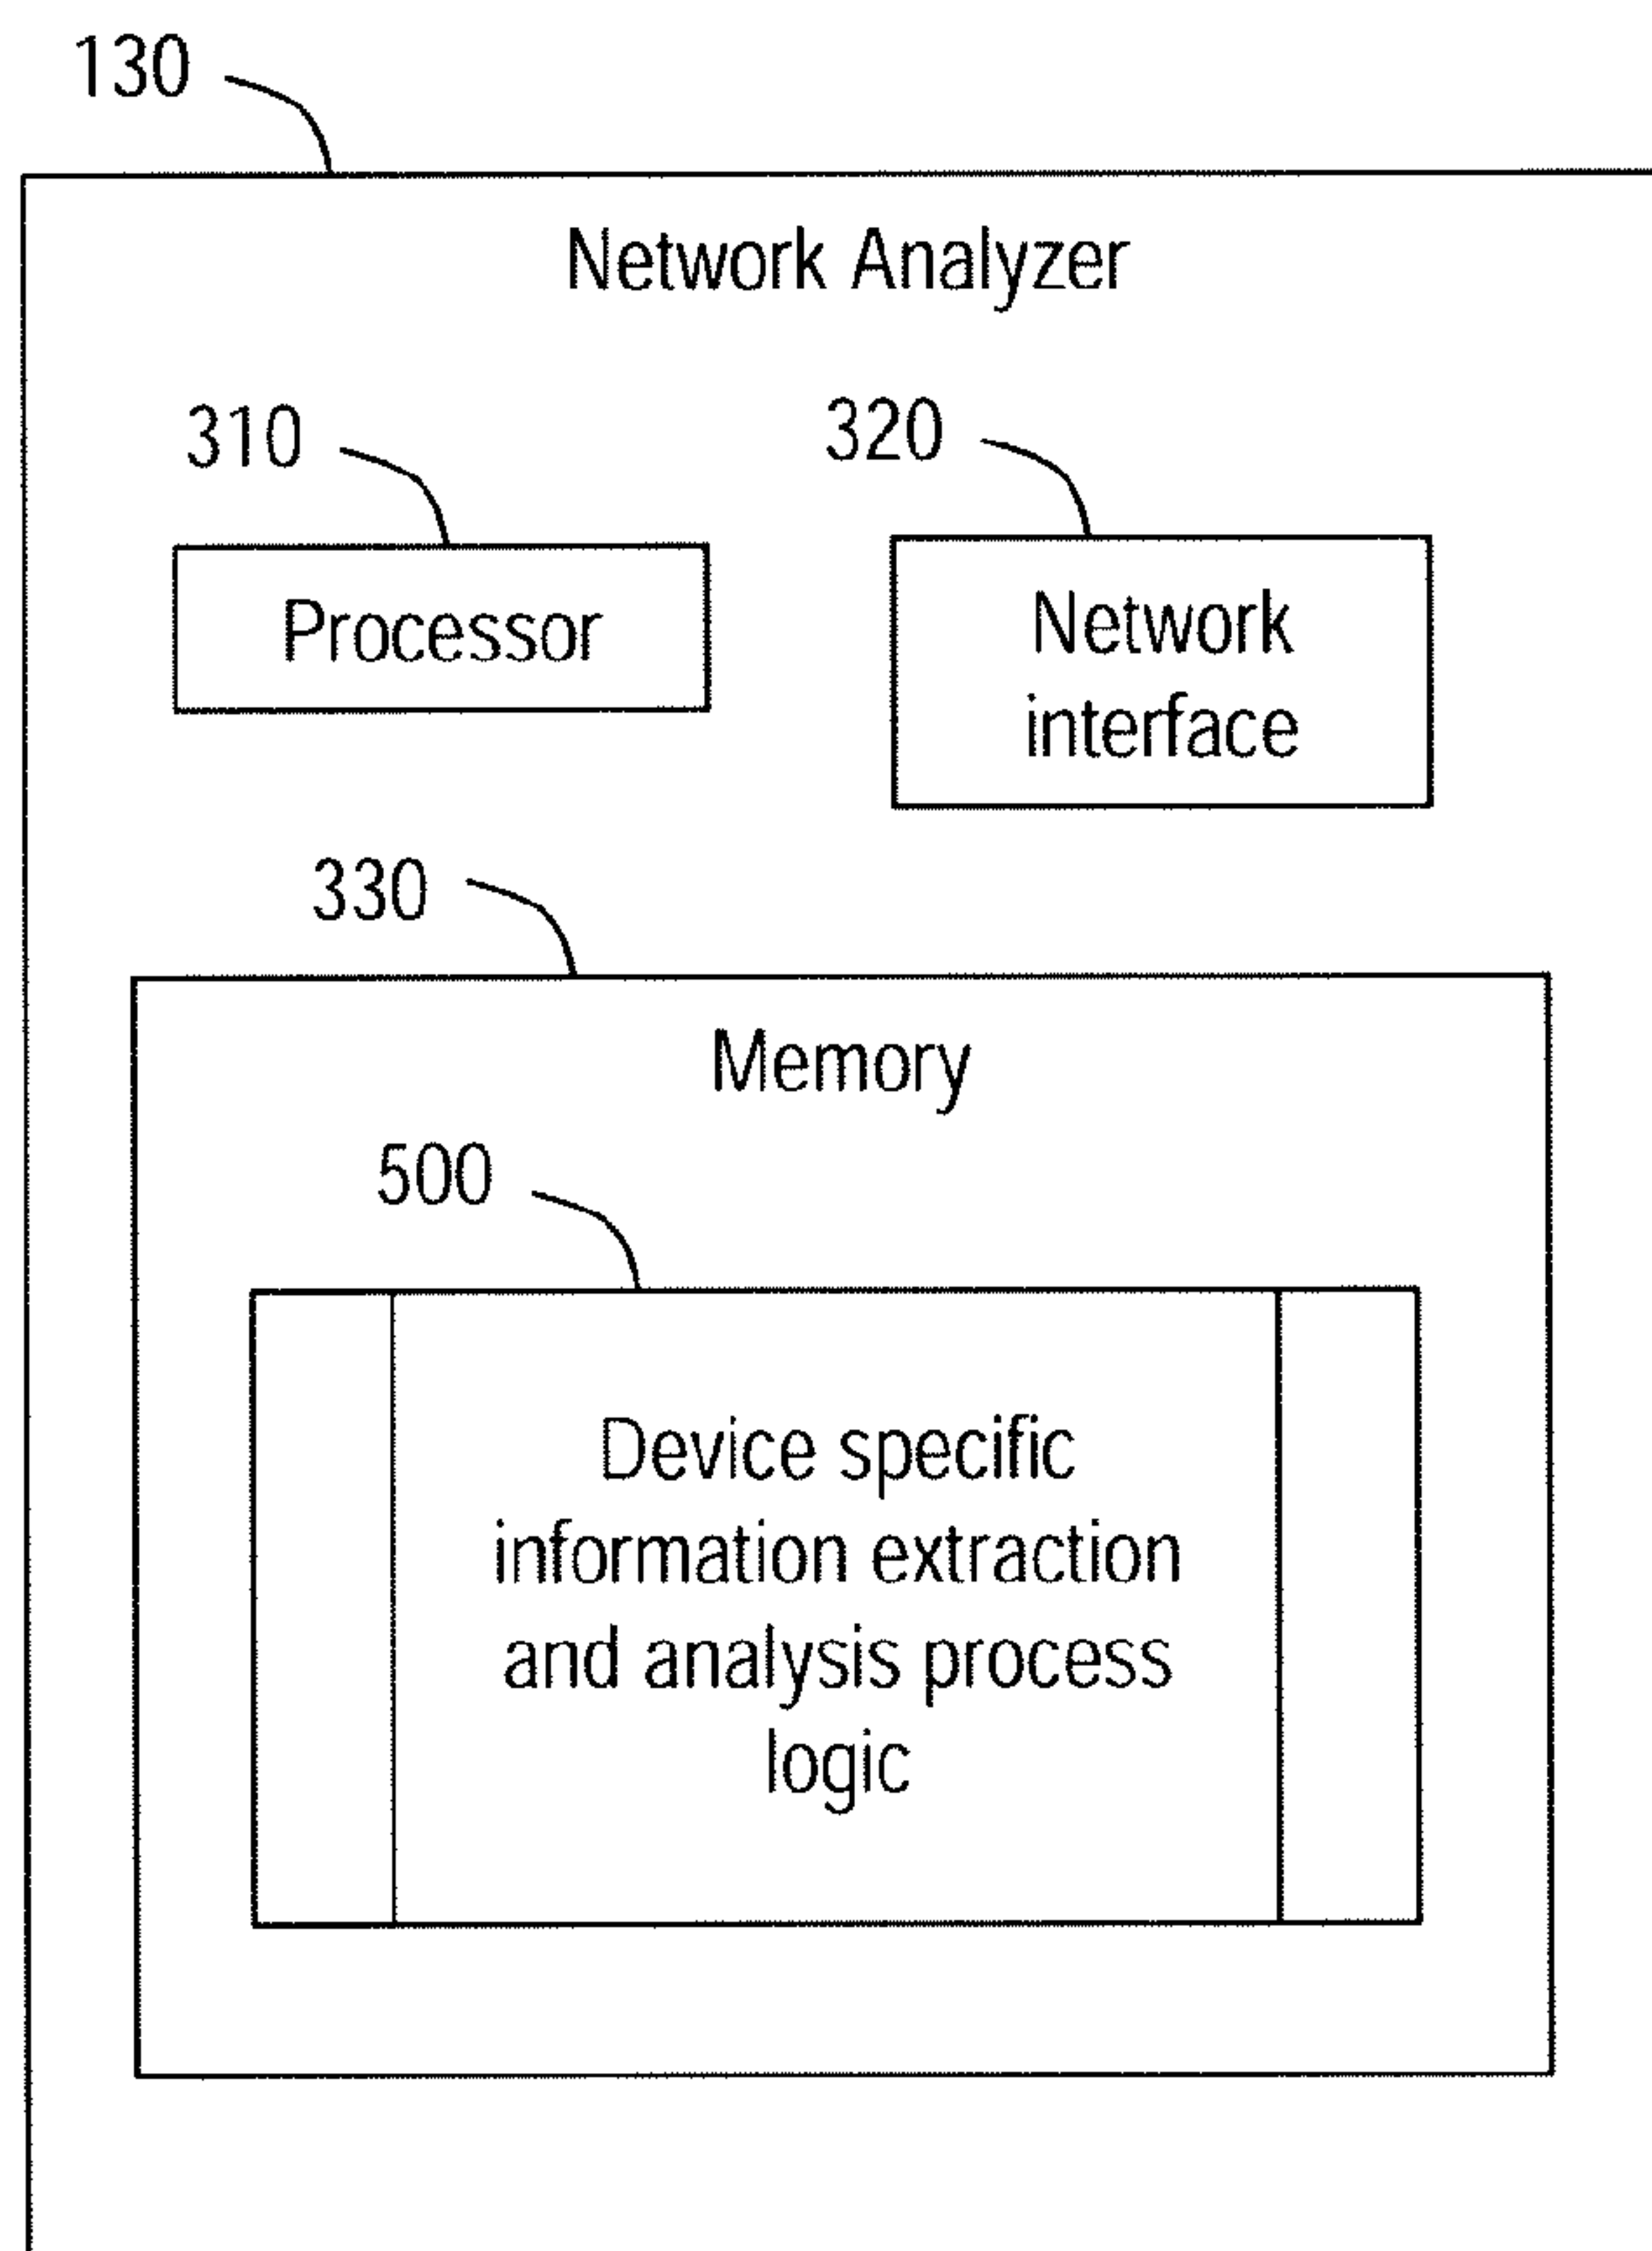 130
Network Analyzer
310
320
Processor
Network
interface
330
Memory
500
Device specific
information extraction
and analysis process
logic